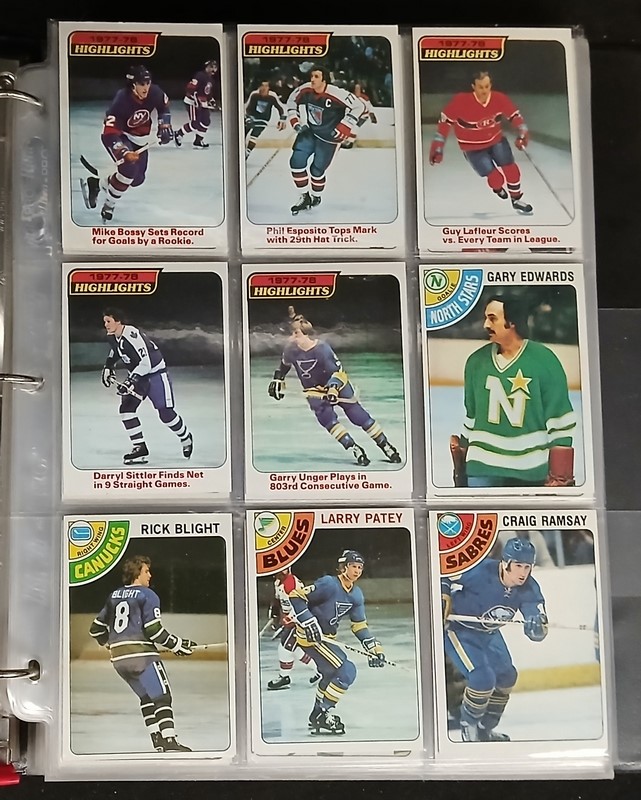 1977-78
HIGHLIGHTS
Mike Bossy Sets Record
for Goals by a Rookie.
1977-78
HIGHLIGHTS
C
Phil Esposito Tops Mark
with 29th Hat Trick.
1977-78
HIGHLIGHTS
Guy Lafleur Scores
vs. Every Team in League.
1977-78
HIGHLIGHTS
Darryl Sittler Finds Net
in 9 Straight Games.
1977-78
HIGHLIGHTS
Garry Unger Plays in
803rd Consecutive Game.
GARY EDWARDS
N
GOALIE
NORTH STARS
N
RICK BLIGHT
RIGHT WING
CANUCKS
BLIGHT
8
8
LARRY PATEY
CENTER
BLUES
CRAIG RAMSAY
SABRES